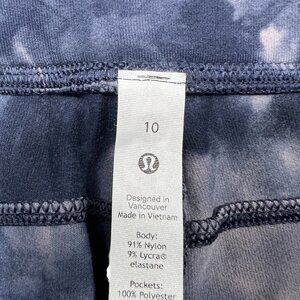 10
Designed in
Vancouver
Made in Vietnam
Body:
91% Nylon
9% Lycra®
elastane
Pockets:
100% Polyester